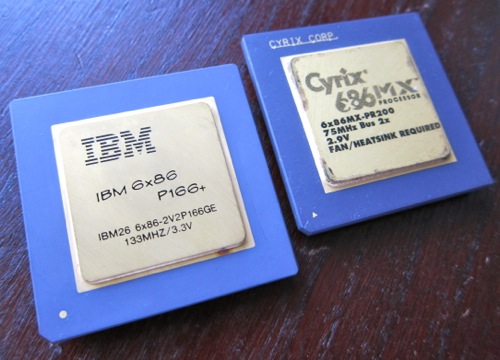 IBM
IBM 6x86
P166+
IBM26 6x86-2V2P166GE
133MHZ/3.3V
CYRIX CORP.
Cyrix
686MX
PROCESSOR
6x86MX-PR200
75MHz Bus 2x
2.9V
FAN/HEATSINK REQUIRED